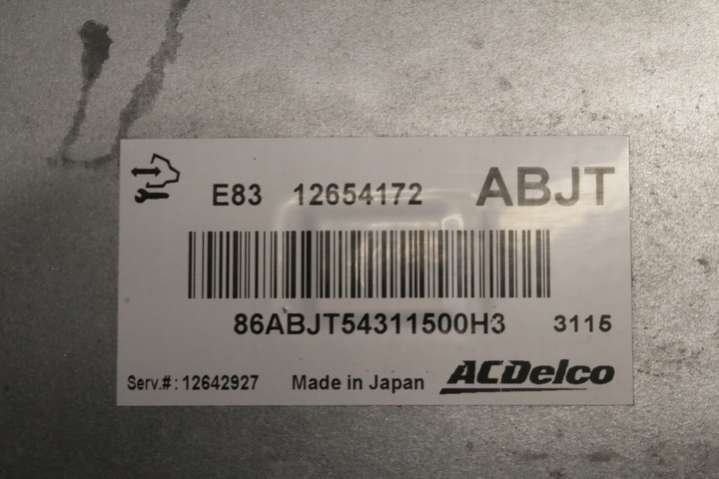 E83 12654172 ABJT
86ABJT54311500H3 3115
Serv.#: 12642927 Made in Japan ACDelco